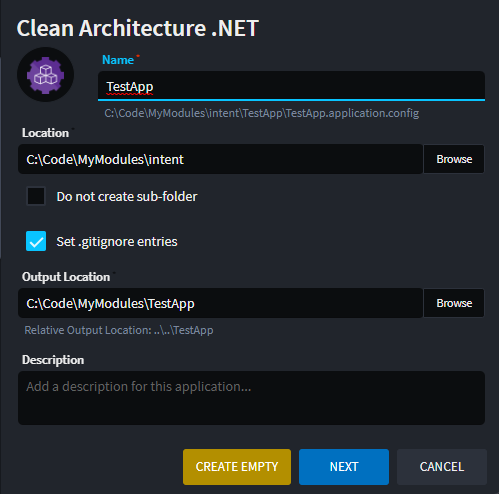 Clean Architecture .NET
Name *
TestApp
C:\Code\MyModules\intent\TestApp\TestApp.application.config
Location *
C:\Code\MyModules\intent
Browse
Do not create sub-folder
Set .gitignore entries
Output Location *
C:\Code\MyModules\TestApp
Browse
Relative Output Location: ..\..\TestApp
Description
Add a description for this application...
CREATE EMPTY
NEXT
CANCEL